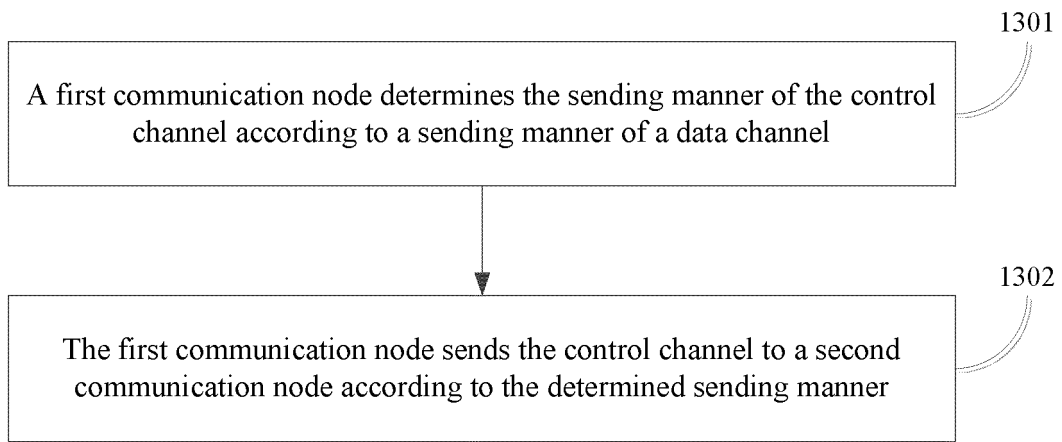 1301
A first communication node determines the sending manner of the control
channel according to a sending manner of a data channel
1302
The first communication node sends the control channel to a second
communication node according to the determined sending manner